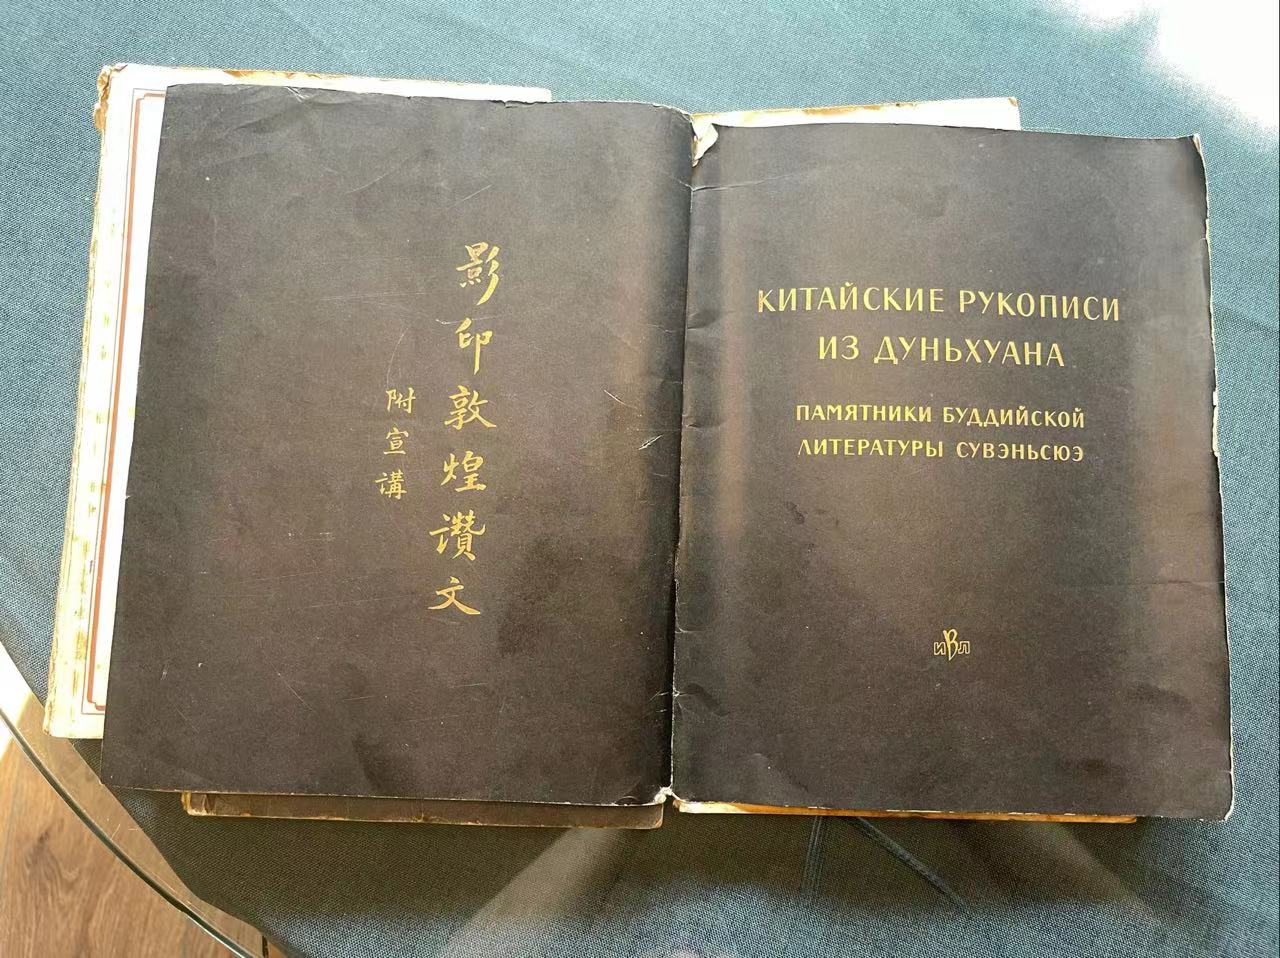 影印敦煌讚文
附宣講
КИТАЙСКИЕ РУКОПИСИ
ИЗ ДУНЬХУАНА
ПАМЯТНИКИ БУДДИЙСКОЙ
ЛИТЕРАТУРЫ СУВЭНЬСЮЭ
ИВЛ